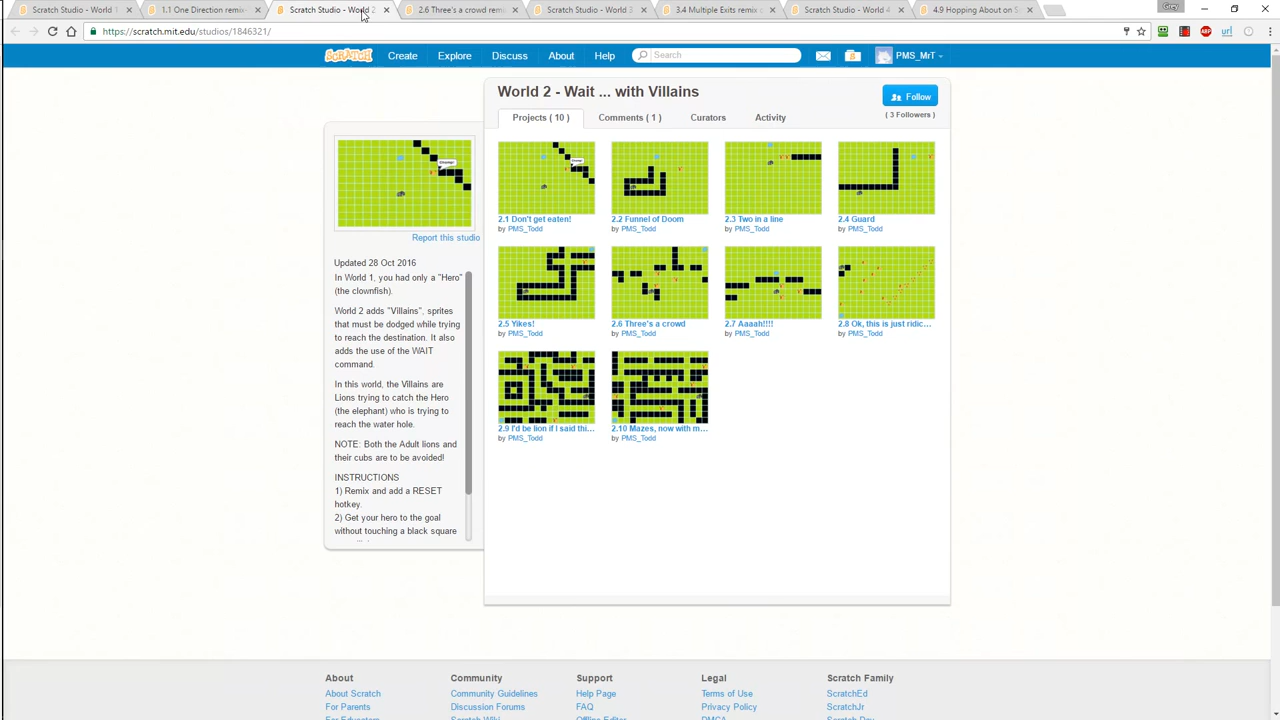 Grey
Scratch Studio - World 1
1.1 One Direction remix
Scratch Studio - World 2
2.6 Three's a crowd remi
Scratch Studio - World 3
3.4 Multiple Exits remix o
Scratch Studio - World 4
4.9 Hopping About on S
https://scratch.mit.edu/studios/1846321/
SCRATCH
Create
Explore
Discuss
About
Help
Search
PMS_MrT
World 2 - Wait ... with Villains
Follow
( 3 Followers )
Projects ( 10 )
Comments ( 1 )
Curators
Activity
Report this studio
Updated 28 Oct 2016
In World 1, you had only a "Hero"
(the clownfish).
World 2 adds "Villains", sprites
that must be dodged while trying
to reach the destination. It also
adds the use of the WAIT
command.
In this world, the Villains are
Lions trying to catch the Hero
(the elephant) who is trying to
reach the water hole.
NOTE: Both the Adult lions and
their cubs are to be avoided!
INSTRUCTIONS
1) Remix and add a RESET
hotkey.
2) Get your hero to the goal
without touching a black square
2.1 Don't get eaten!
by PMS_Todd
2.2 Funnel of Doom
by PMS_Todd
2.3 Two in a line
by PMS_Todd
2.4 Guard
by PMS_Todd
2.5 Yikes!
by PMS_Todd
2.6 Three's a crowd
by PMS_Todd
2.7 Aaaah!!!!
by PMS_Todd
2.8 Ok, this is just ridic...
by PMS_Todd
2.9 I'd be lion if I said thi...
by PMS_Todd
2.10 Mazes, now with m...
by PMS_Todd
About Scratch
For Parents
Community
Community Guidelines
Discussion Forums
Scratch Wiki
Support
Help Page
FAQ
Offline Editor
Legal
Terms of Use
Privacy Policy
DMCA
Scratch Family
ScratchEd
ScratchJr
Scratch Day